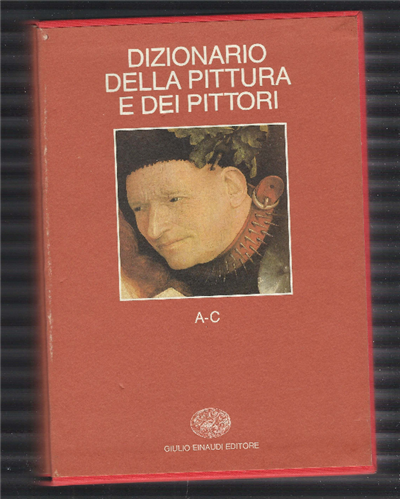 DIZIONARIO
DELLA PITTURA
E DEI PITTORI
A-C
GIULIO EINAUDI EDITORE